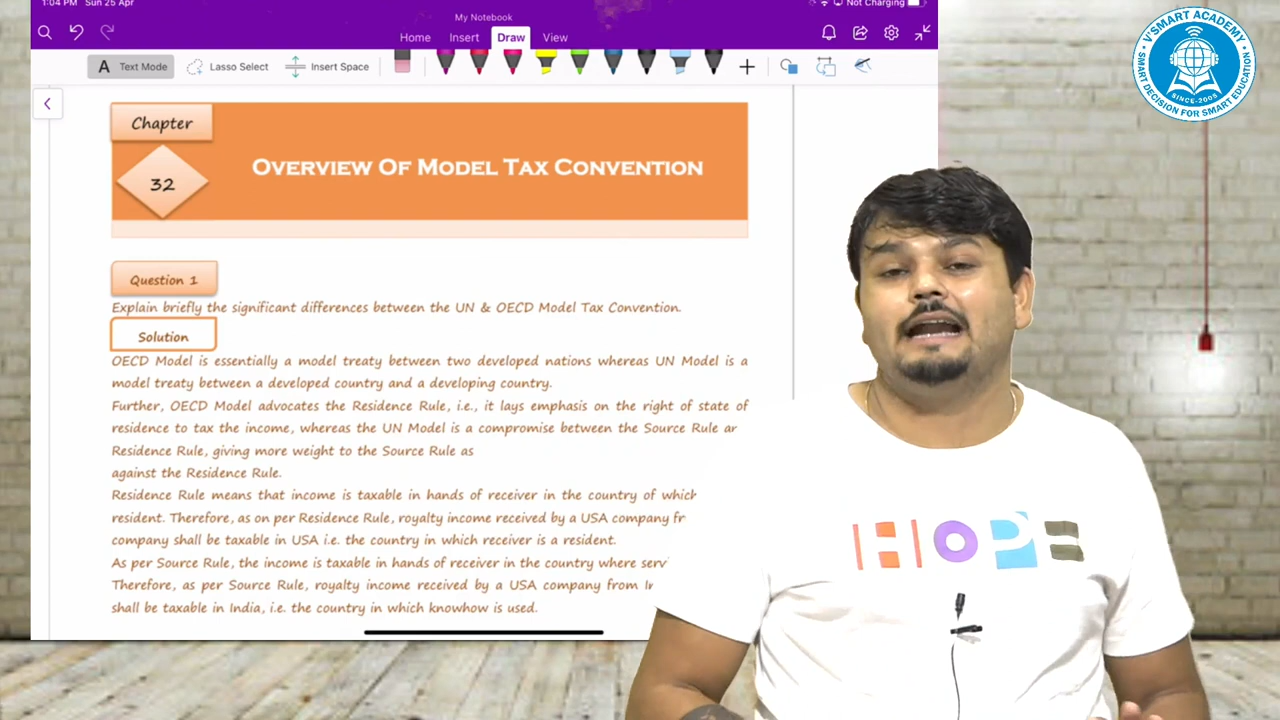 1:04 PM Sun 25 Apr
Not Charging
My Notebook
Home Insert Draw View
A Text Mode Lasso Select Insert Space
Chapter
32
OVERVIEW OF MODEL TAX CONVENTION
Question 1
Explain briefly the significant differences between the UN & OECD Model Tax Convention.
Solution
OECD Model is essentially a model treaty between two developed nations whereas UN Model is a
model treaty between a developed country and a developing country.
Further, OECD Model advocates the Residence Rule, i.e., it lays emphasis on the right of state of
residence to tax the income, whereas the UN Model is a compromise between the Source Rule
Residence Rule, giving more weight to the Source Rule as
against the Residence Rule.
Residence Rule means that income is taxable in hands of receiver in the country of which
resident. Therefore, as on per Residence Rule, royalty income received by a USA company
company shall be taxable in USA i.e. the country in which receiver is a resident.
As per Source Rule, the income is taxable in hands of receiver in the country where
Therefore, as per Source Rule, royalty income received by a USA company from
shall be taxable in India, i.e. the country in which knowhow is used.
V'SMART ACADEMY
SINCE-2005
• SMART DECISION FOR SMART EDUCATION •
HOPE